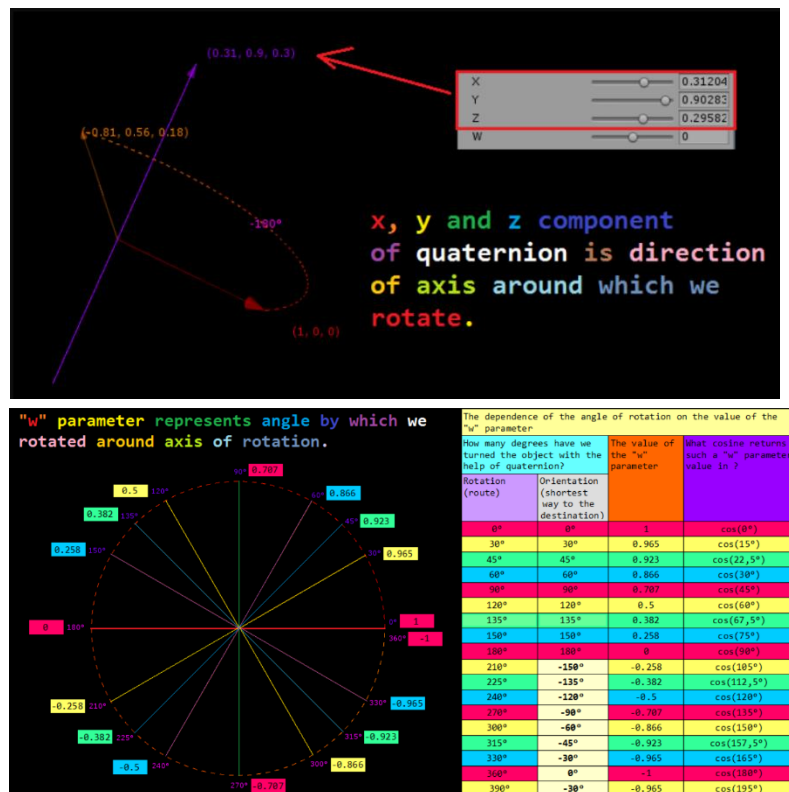 (0.31, 0.9, 0.3)
X 0.31204
Y 0.90283
Z 0.29582
W 0
(-0.81, 0.56, 0.18)
-180°
(1, 0, 0)
x, y and z component
of quaternion is direction
of axis around which we
rotate.
"w" parameter represents angle by which we
rotated around axis of rotation.
90° 0.707
0.5 120°
60° 0.866
0.382 135°
45° 0.923
0.258 150°
30° 0.965
0° 1
0 180°
360° -1
-0.258 210°
330° -0.965
-0.382 225°
315° -0.923
-0.5 240°
300° -0.866
270° -0.707
The dependence of the angle of rotation on the value of the
"w" parameter
How many degrees have we
turned the object with the
help of quaternion?
The value of
the "w"
parameter
What cosine returns
such a "w" parameter
value in ?
Rotation
(route)
Orientation
(shortest
way to the
destination)
0° 0° 1 cos(0°)
30° 30° 0.965 cos(15°)
45° 45° 0.923 cos(22,5°)
60° 60° 0.866 cos(30°)
90° 90° 0.707 cos(45°)
120° 120° 0.5 cos(60°)
135° 135° 0.382 cos(67,5°)
150° 150° 0.258 cos(75°)
180° 180° 0 cos(90°)
210° -150° -0.258 cos(105°)
225° -135° -0.382 cos(112,5°)
240° -120° -0.5 cos(120°)
270° -90° -0.707 cos(135°)
300° -60° -0.866 cos(150°)
315° -45° -0.923 cos(157,5°)
330° -30° -0.965 cos(165°)
360° 0° -1 cos(180°)
390° -30° -0.965 cos(195°)